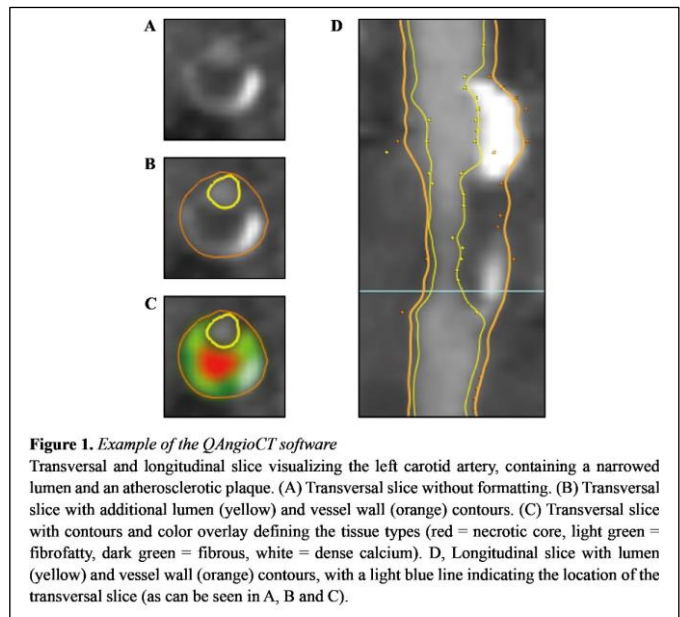 A
D
B
C
Figure 1. Example of the QAngioCT software
Transversal and longitudinal slice visualizing the left carotid artery, containing a narrowed
lumen and an atherosclerotic plaque. (A) Transversal slice without formatting. (B) Transversal
slice with additional lumen (yellow) and vessel wall (orange) contours. (C) Transversal slice
with contours and color overlay defining the tissue types (red = necrotic core, light green =
fibrofatty, dark green = fibrous, white = dense calcium). D, Longitudinal slice with lumen
(yellow) and vessel wall (orange) contours, with a light blue line indicating the location of the
transversal slice (as can be seen in A, B and C).